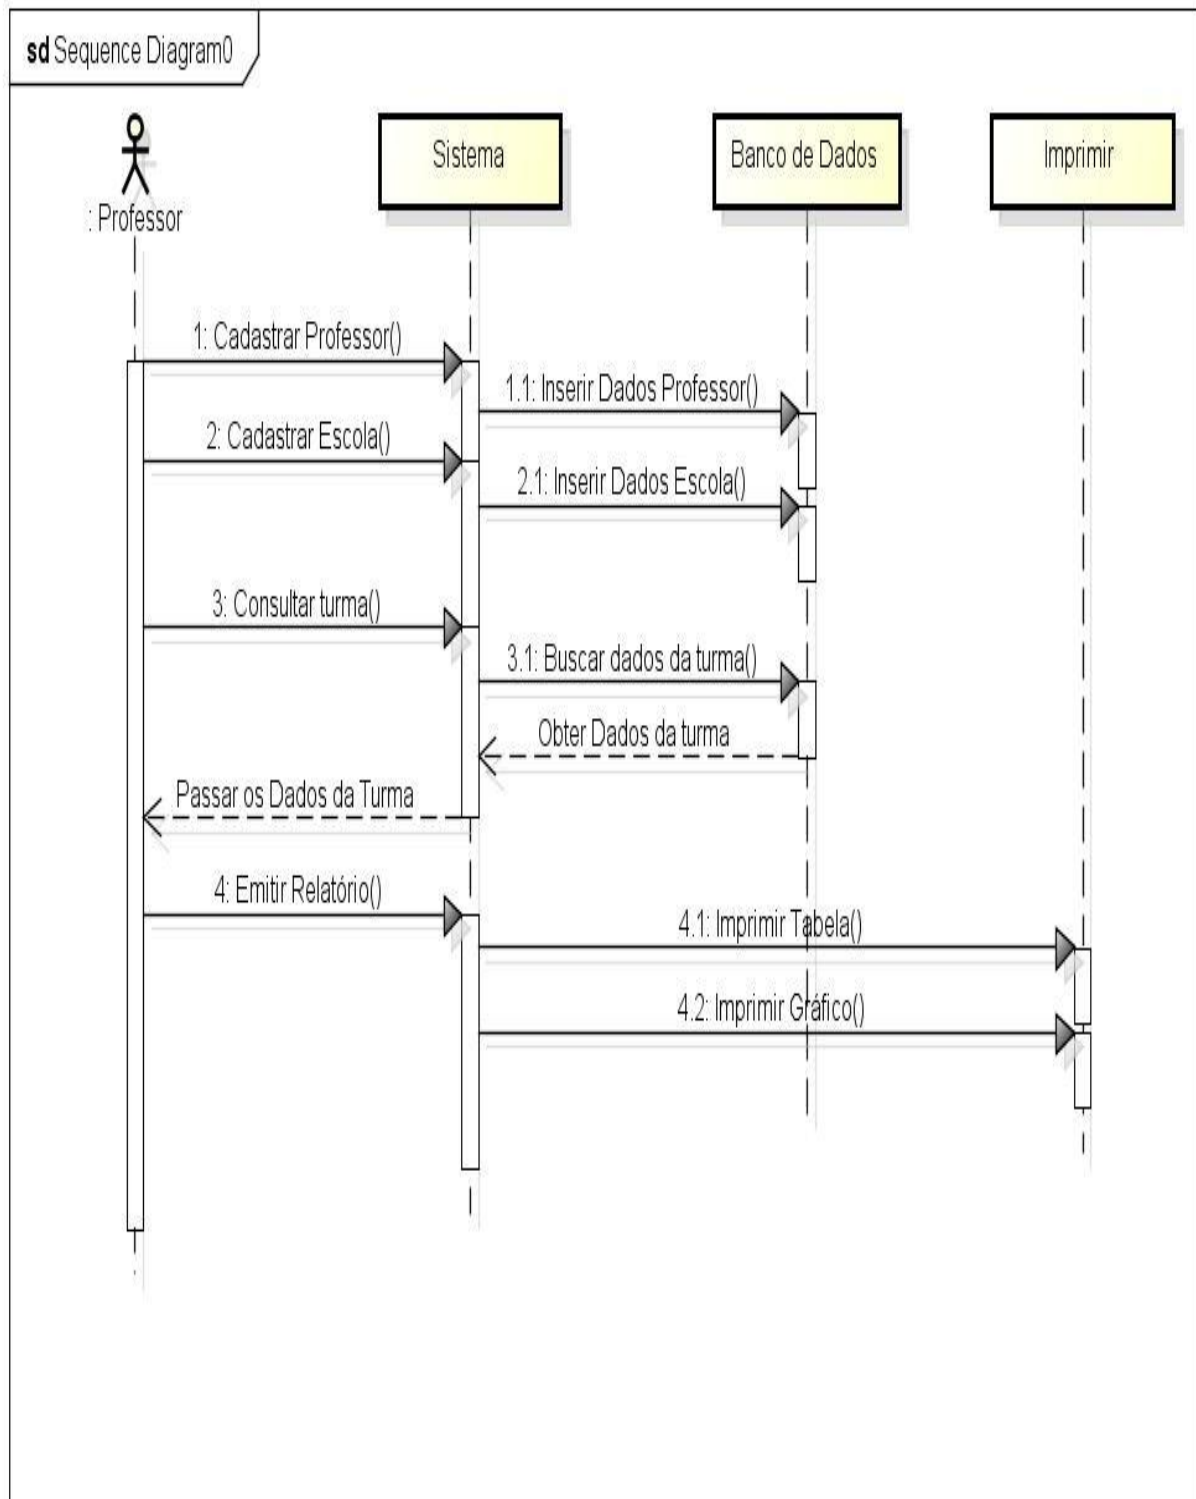 sd Sequence Diagram0
: Professor
Sistema
Banco de Dados
Imprimir
1: Cadastrar Professor()
1.1: Inserir Dados Professor()
2: Cadastrar Escola()
2.1: Inserir Dados Escola()
3: Consultar turma()
3.1: Buscar dados da turma()
Obter Dados da turma
Passar os Dados da Turma
4: Emitir Relatório()
4.1: Imprimir Tabela()
4.2: Imprimir Gráfico()